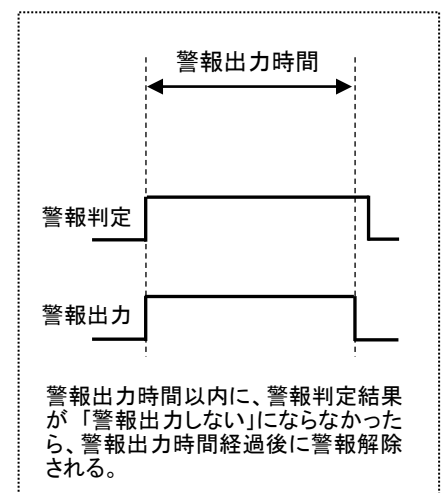 警報出力時間
警報判定
警報出力
警報出力時間以内に、警報判定結果
が 「警報出力しない」にならなかった
ら、警報出力時間経過後に警報解除
される。